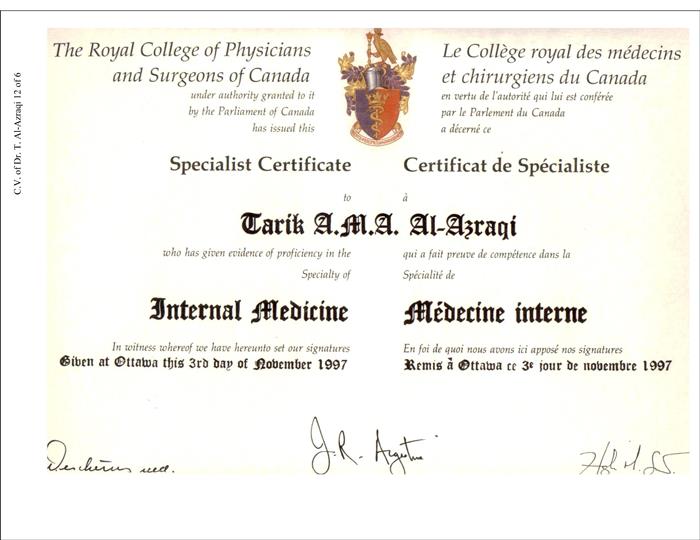 C.V. of Dr. T. Al-Azraqi 12 of 6
The Royal College of Physicians
and Surgeons of Canada
under authority granted to it
by the Parliament of Canada
has issued this
Specialist Certificate
to
Le Collège royal des médecins
et chirurgiens du Canada
en vertu de l'autorité qui lui est conférée
par le Parlement du Canada
a décerné ce
Certificat de Spécialiste
à
Tarik A.M.A. Al-Azraqi
who has given evidence of proficiency in the
Specialty of
Internal Medicine
In witness whereof we have hereunto set our signatures
Given at Ottawa this 3rd day of November 1997
qui a fait preuve de compétence dans la
Spécialité de
Médecine interne
En foi de quoi nous avons ici apposé nos signatures
Remis à Ottawa ce 3e jour de novembre 1997
J.R.